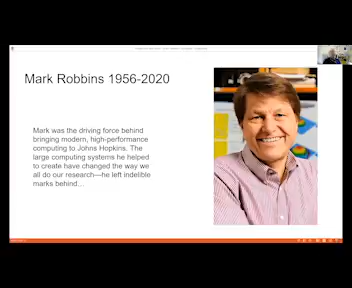 Mark Robbins 1956-2020
Mark was the driving force behind
bringing modern, high-performance
computing to Johns Hopkins. The
large computing systems he helped
to create have changed the way we
all do our research—he left indelible
marks behind...